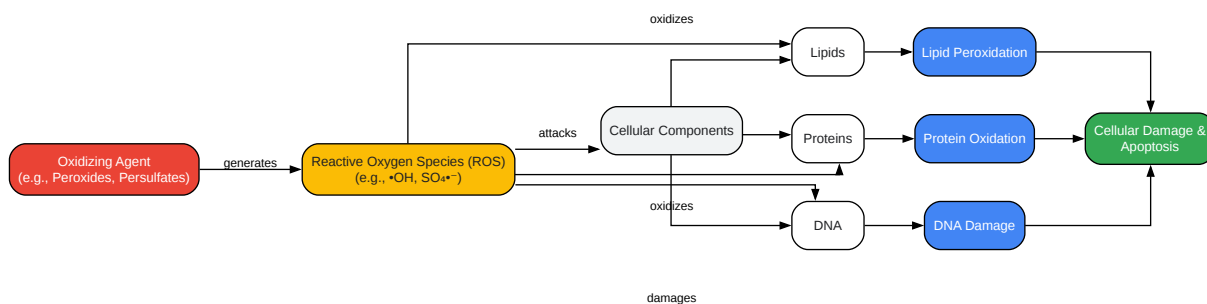 oxidizes
Lipids
Lipid Peroxidation
attacks
Cellular Components
Proteins
Protein Oxidation
Cellular Damage &
Apoptosis
Oxidizing Agent
(e.g., Peroxides, Persulfates)
generates
Reactive Oxygen Species (ROS)
(e.g., •OH, SO₄•⁻)
oxidizes
DNA
DNA Damage
damages